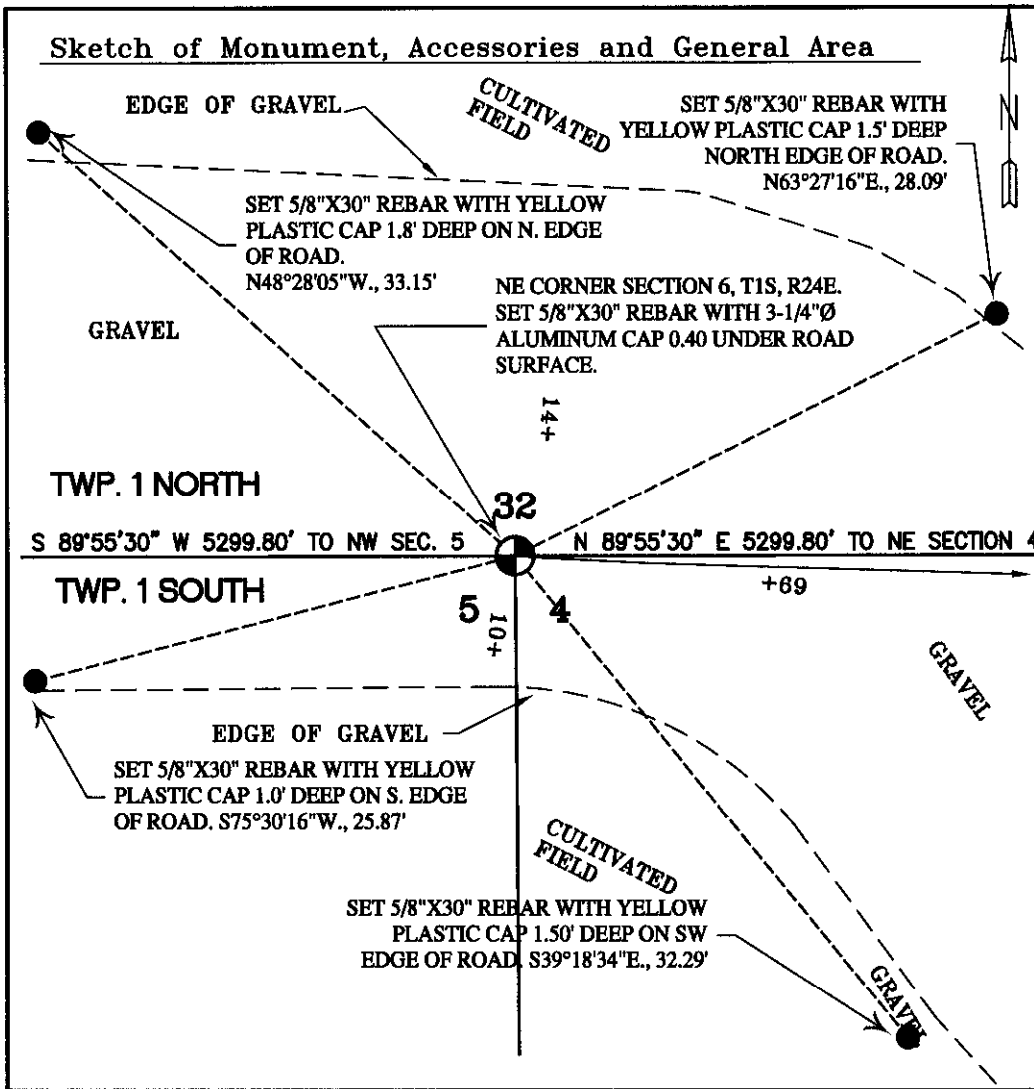 Sketch of Monument, Accessories and General Area
EDGE OF GRAVEL
CULTIVATED
FIELD
SET 5/8"X30" REBAR WITH
YELLOW PLASTIC CAP 1.5' DEEP
NORTH EDGE OF ROAD.
N63°27'16"E., 28.09'
N
SET 5/8"X30" REBAR WITH YELLOW
PLASTIC CAP 1.8' DEEP ON N. EDGE
OF ROAD.
N48°28'05"W., 33.15'
NE CORNER SECTION 6, T1S, R24E.
SET 5/8"X30" REBAR WITH 3-1/4"Ø
ALUMINUM CAP 0.40 UNDER ROAD
SURFACE.
GRAVEL
14+
TWP. 1 NORTH
32
S 89°55'30" W 5299.80' TO NW SEC. 5
N 89°55'30" E 5299.80' TO NE SECTION 4
TWP. 1 SOUTH
+69
5
10+
4
GRAVEL
EDGE OF GRAVEL
SET 5/8"X30" REBAR WITH YELLOW
PLASTIC CAP 1.0' DEEP ON S. EDGE
OF ROAD. S75°30'16"W., 25.87'
CULTIVATED
FIELD
SET 5/8"X30" REBAR WITH YELLOW
PLASTIC CAP 1.50' DEEP ON SW
EDGE OF ROAD. S39°18'34"E., 32.29'
GRAVEL